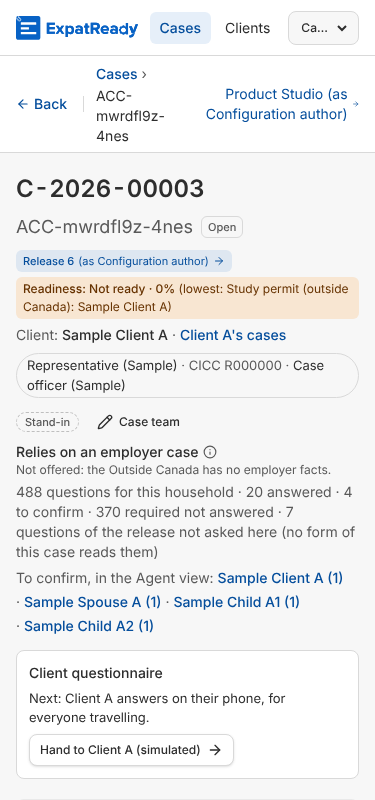 ExpatReady Cases Clients Ca...
← Back
Cases ›
ACC-
mwrdfl9z-
4nes
Product Studio (as
Configuration author) →
C-2026-00003
ACC-mwrdfl9z-4nes Open
Release 6 (as Configuration author) →
Readiness: Not ready · 0% (lowest: Study permit (outside
Canada): Sample Client A)
Client: Sample Client A · Client A's cases
Representative (Sample) · CICC R000000 · Case
officer (Sample)
Stand-in Case team
Relies on an employer case
Not offered: the Outside Canada has no employer facts.
488 questions for this household · 20 answered · 4
to confirm · 370 required not answered · 7
questions of the release not asked here (no form of
this case reads them)
To confirm, in the Agent view: Sample Client A (1)
· Sample Spouse A (1) · Sample Child A1 (1)
· Sample Child A2 (1)
Client questionnaire
Next: Client A answers on their phone, for
everyone travelling.
Hand to Client A (simulated) →